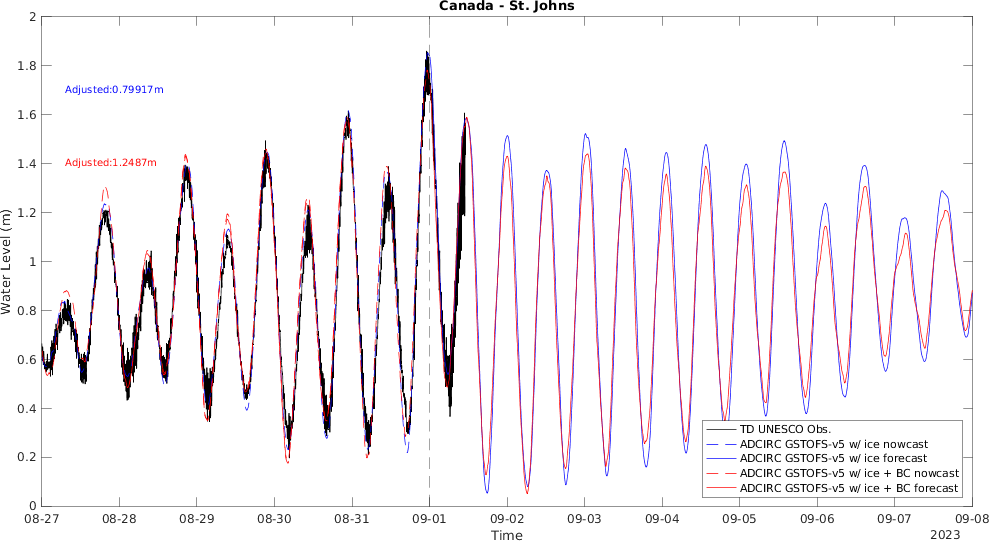 Canada - St. Johns
2
1.8
1.6
1.4
1.2
1
0.6
0.4
0.2
0
Water Level (m)
Adjusted:0.79917m
Adjusted:1.2487m
TD UNESCO Obs.
ADCIRC GSTOFS-v5 w/ ice nowcast
ADCIRC GSTOFS-v5 w/ ice forecast
ADCIRC GSTOFS-v5 w/ ice + BC nowcast
ADCIRC GSTOFS-v5 w/ ice + BC forecast
08-27 08-28 08-29 08-30 08-31 09-01 09-02 09-03 09-04 09-05 09-06 09-07 09-08
Time
2023